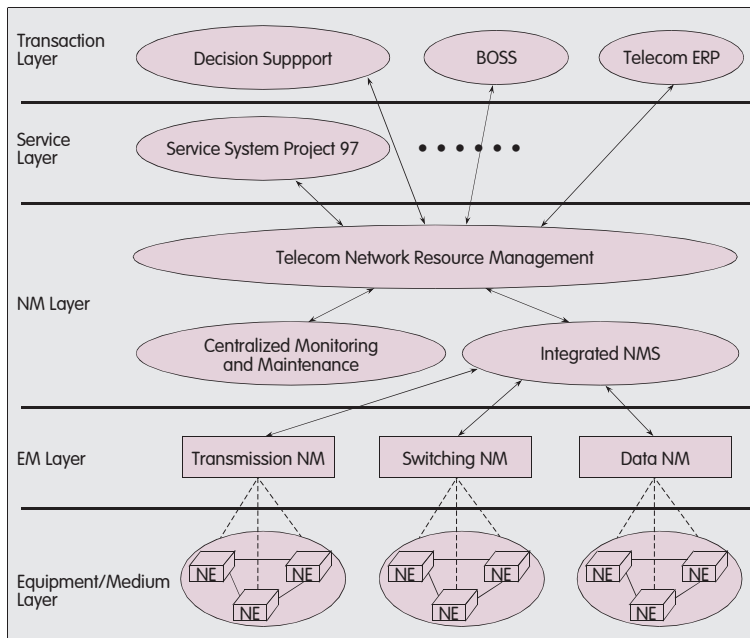 Transaction
Layer
Decision Suppport
BOSS
Telecom ERP
Service
Layer
Service System Project 97
Telecom Network Resource Management
NM Layer
Centralized Monitoring
and Maintenance
Integrated NMS
EM Layer
Transmission NM
Switching NM
Data NM
Equipment/Medium
Layer
NE
NE
NE
NE
NE
NE
NE
NE
NE